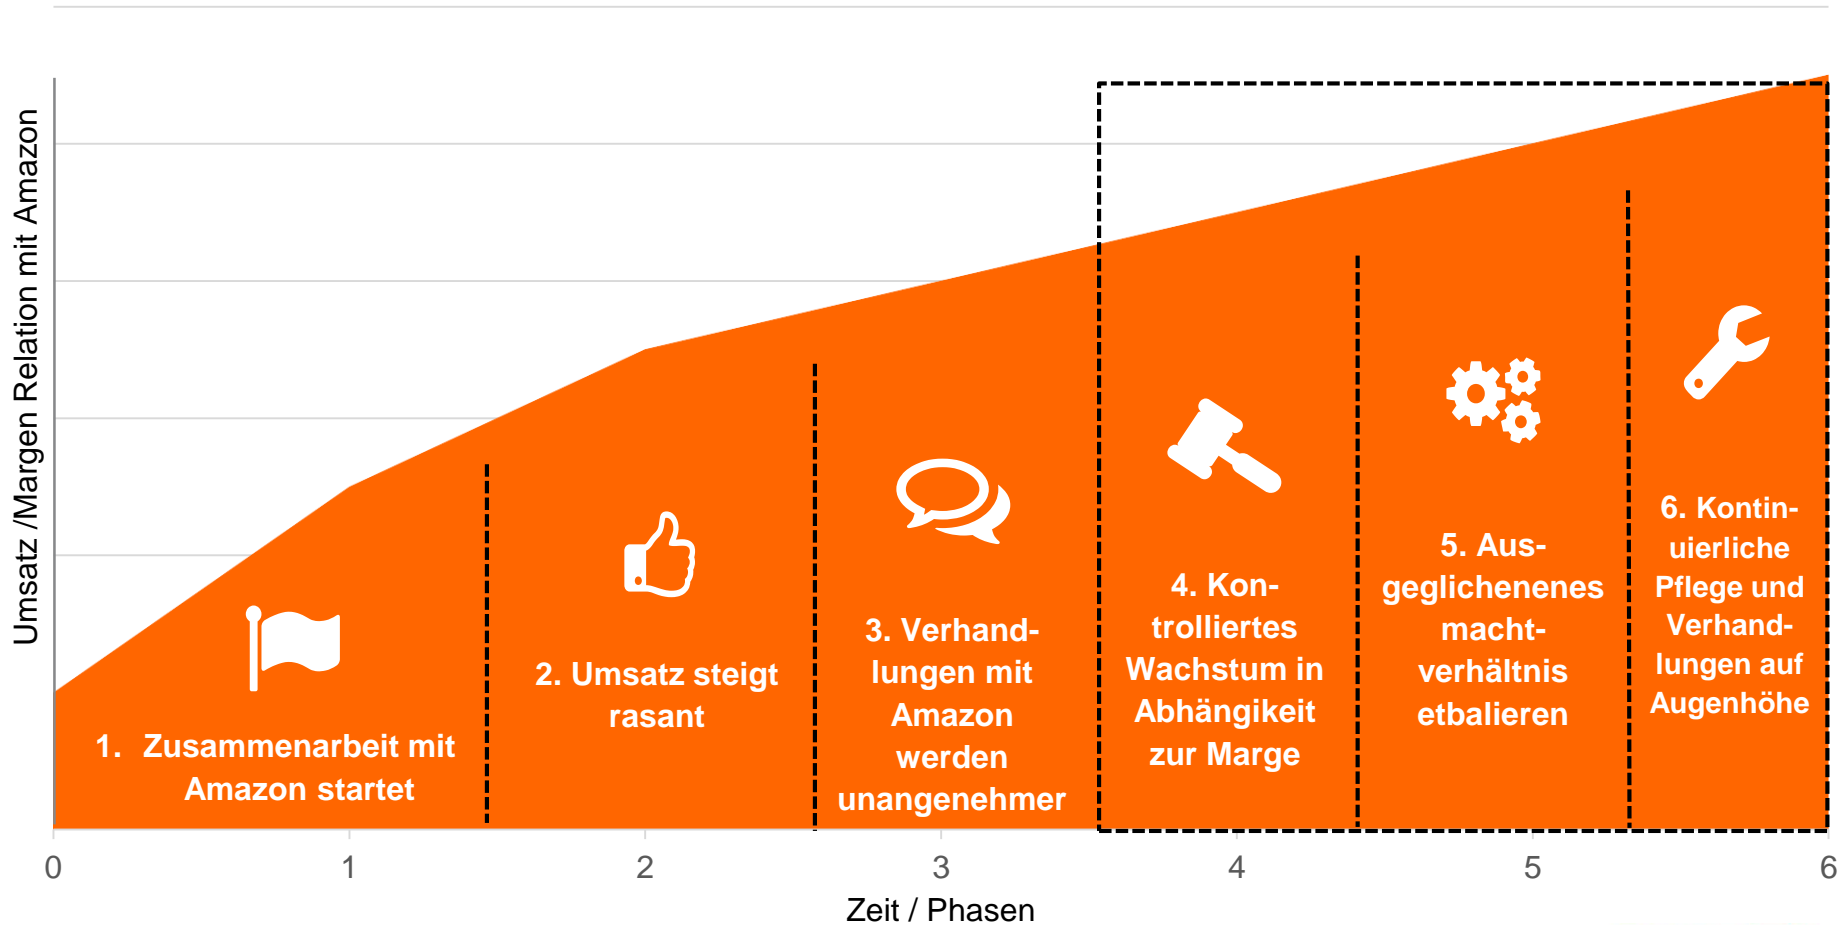 Umsatz /Margen Relation mit Amazon
1. Zusammenarbeit mit
Amazon startet
2. Umsatz steigt
rasant
3. Verhand-
lungen mit
Amazon
werden
unangenehmer
4. Kon-
trolliertes
Wachstum in
Abhängikeit
zur Marge
5. Aus-
geglichenenes
macht-
verhältnis
etbalieren
6. Kontin-
uierliche
Pflege und
Verhand-
lungen auf
Augenhöhe
0 1 2 3 4 5 6
Zeit / Phasen